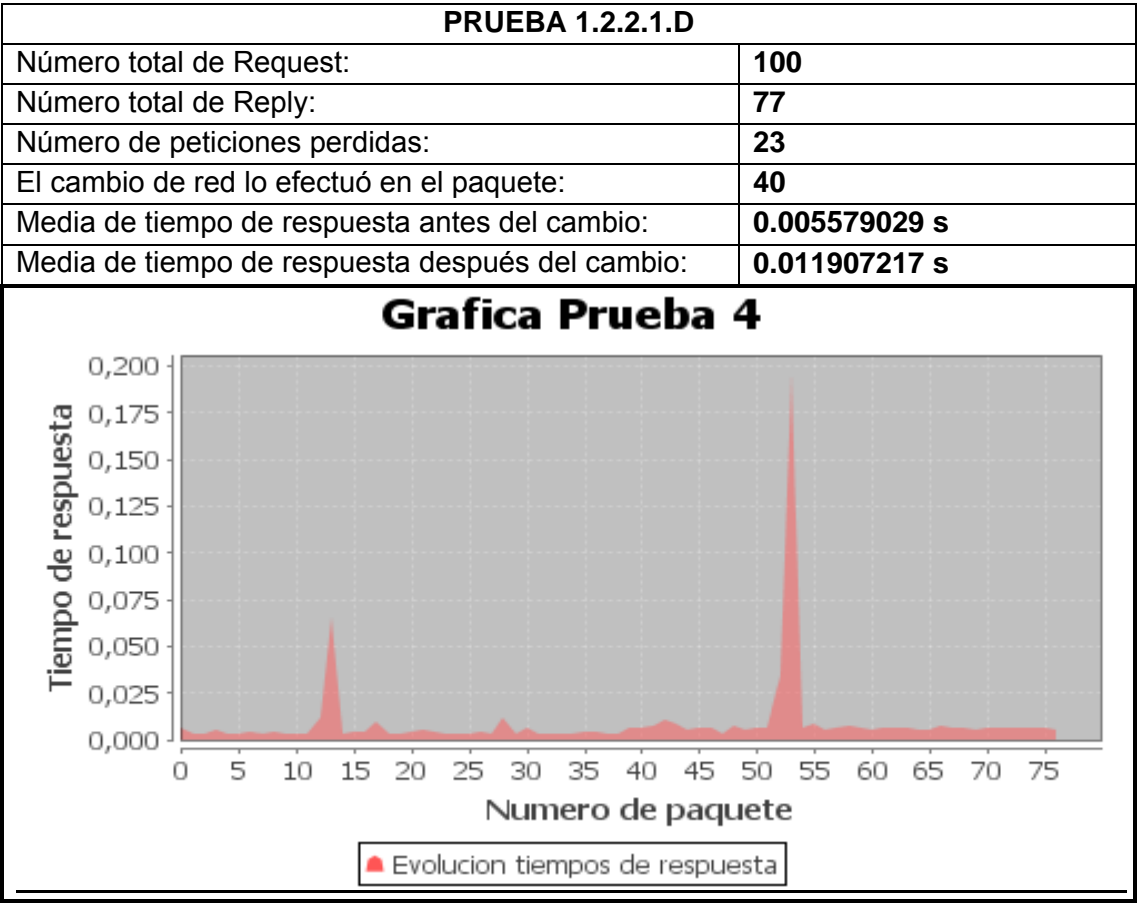 PRUEBA 1.2.2.1.D
Número total de Request: 100
Número total de Reply: 77
Número de peticiones perdidas: 23
El cambio de red lo efectuó en el paquete: 40
Media de tiempo de respuesta antes del cambio: 0.005579029 s
Media de tiempo de respuesta después del cambio: 0.011907217 s
Grafica Prueba 4
Tiempo de respuesta
0,200
0,175
0,150
0,125
0,100
0,075
0,050
0,025
0,000
0 5 10 15 20 25 30 35 40 45 50 55 60 65 70 75
Numero de paquete
Evolucion tiempos de respuesta